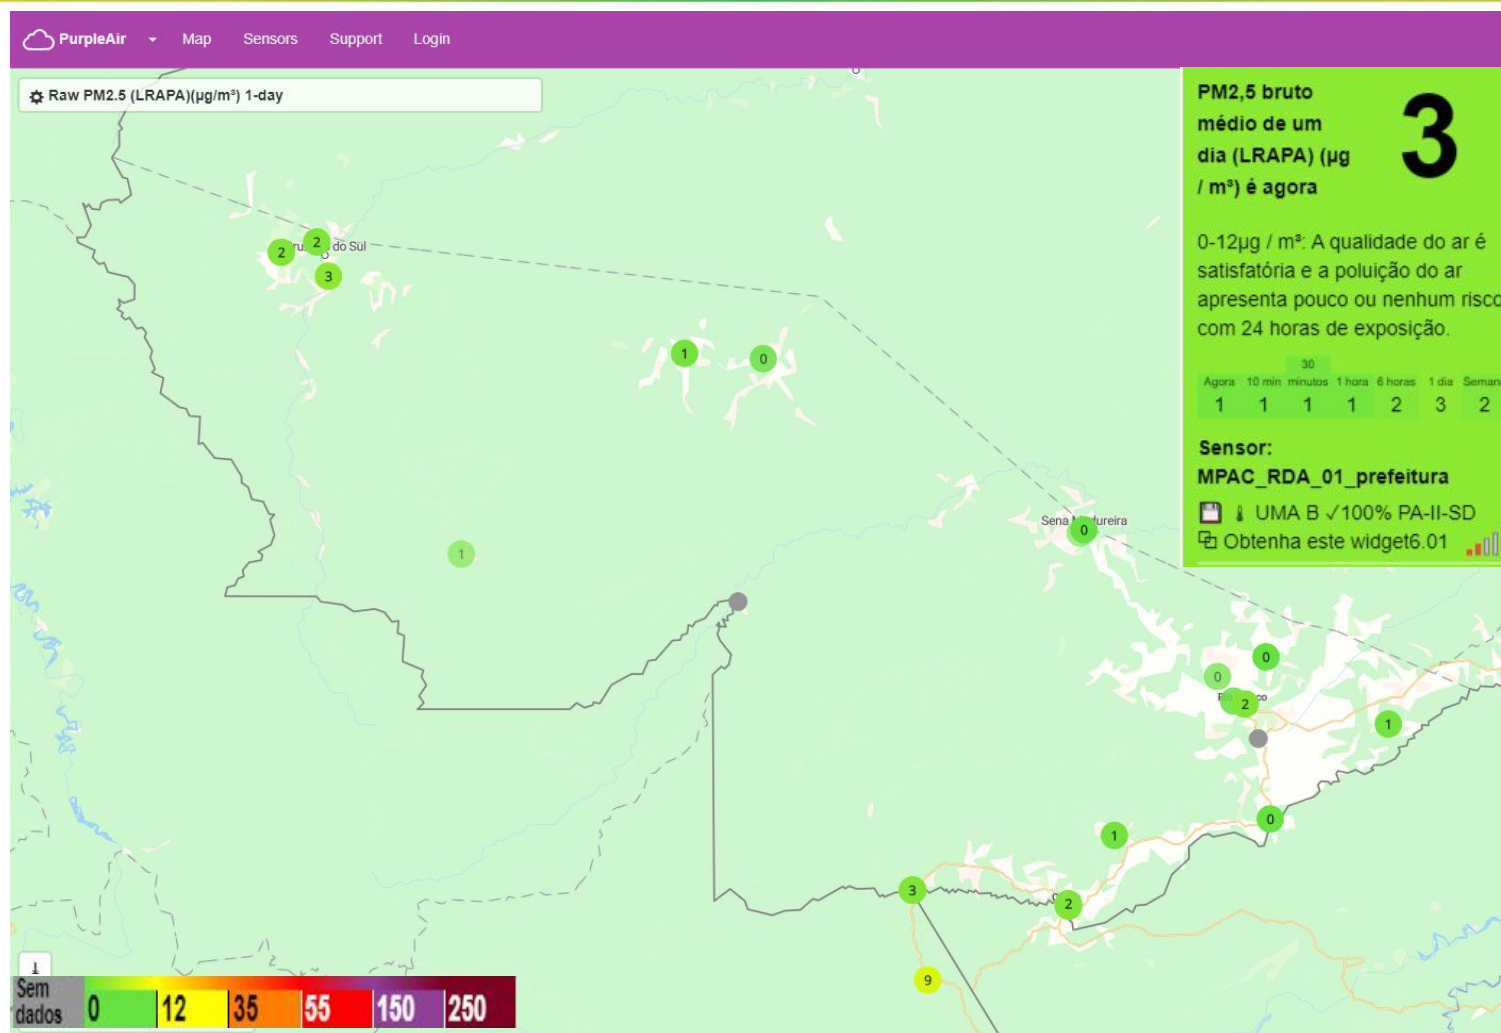 PurpleAir Map Sensors Support Login
Raw PM2.5 (LRAPA)(µg/m³) 1-day
PM2,5 bruto
médio de um
dia (LRAPA) (µg
/ m³) é agora
3
0-12µg / m³: A qualidade do ar é
satisfatória e a poluição do ar
apresenta pouco ou nenhum risco
com 24 horas de exposição.
30
Agora 10 min minutos 1 hora 6 horas 1 dia Semana
1 1 1 1 2 3 2
Sensor:
MPAC_RDA_01_prefeitura
UMA B ✓100% PA-II-SD
Obtenha este widget6.01
2
2
do Sul
3
1
0
Sena
ureira
0
1
0
0
2
co
1
0
1
3
2
9
Sem
dados
0 12 35 55 150 250